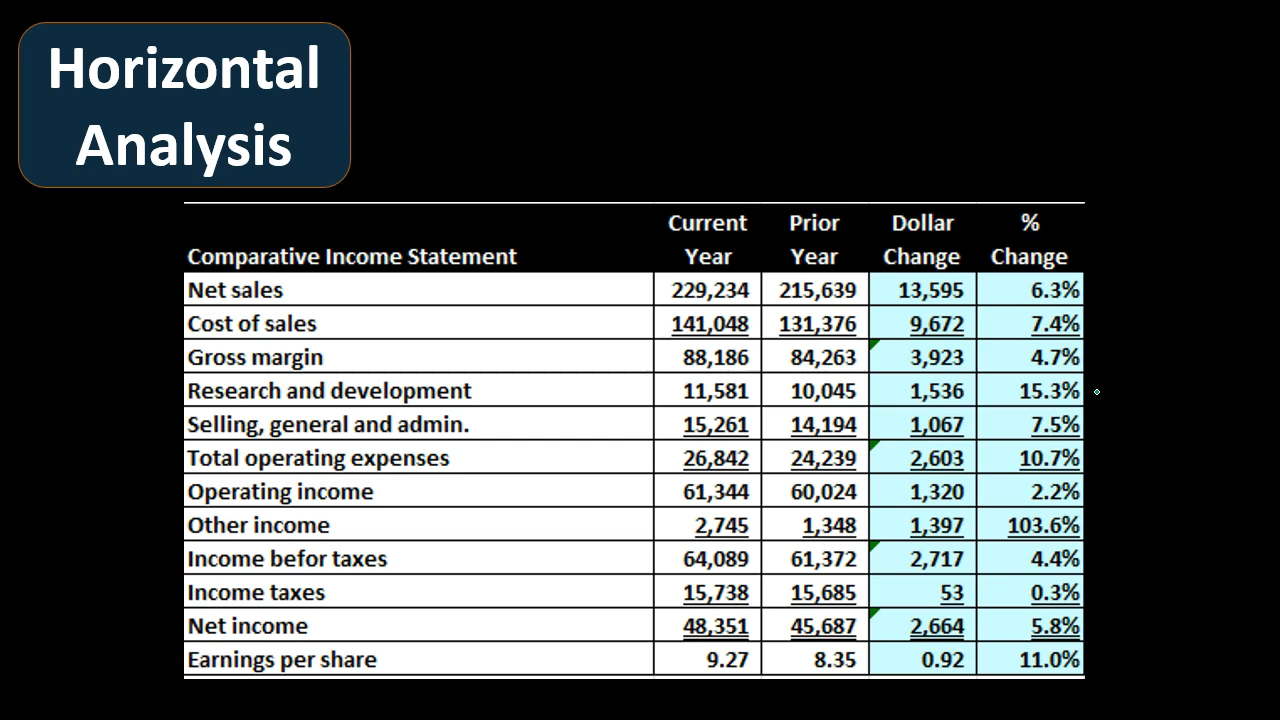 Horizontal
Analysis
Current Prior Dollar %
Comparative Income Statement Year Year Change Change
Net sales 229,234 215,639 13,595 6.3%
Cost of sales 141,048 131,376 9,672 7.4%
Gross margin 88,186 84,263 3,923 4.7%
Research and development 11,581 10,045 1,536 15.3%
Selling, general and admin. 15,261 14,194 1,067 7.5%
Total operating expenses 26,842 24,239 2,603 10.7%
Operating income 61,344 60,024 1,320 2.2%
Other income 2,745 1,348 1,397 103.6%
Income befor taxes 64,089 61,372 2,717 4.4%
Income taxes 15,738 15,685 53 0.3%
Net income 48,351 45,687 2,664 5.8%
Earnings per share 9.27 8.35 0.92 11.0%